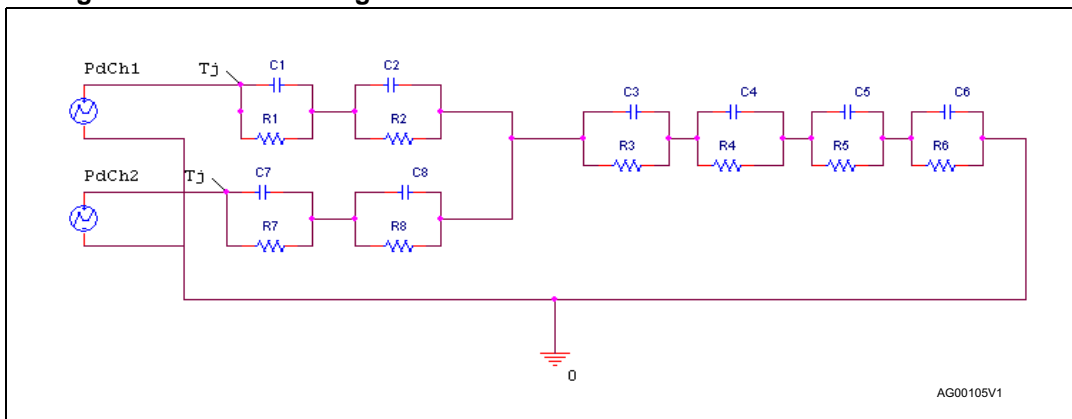 PdCh1
Tj
C1
C2
R1
R2
C3
C4
C5
C6
R3
R4
R5
R6
PdCh2
Tj
C7
C8
R7
R8
0
AG00105V1